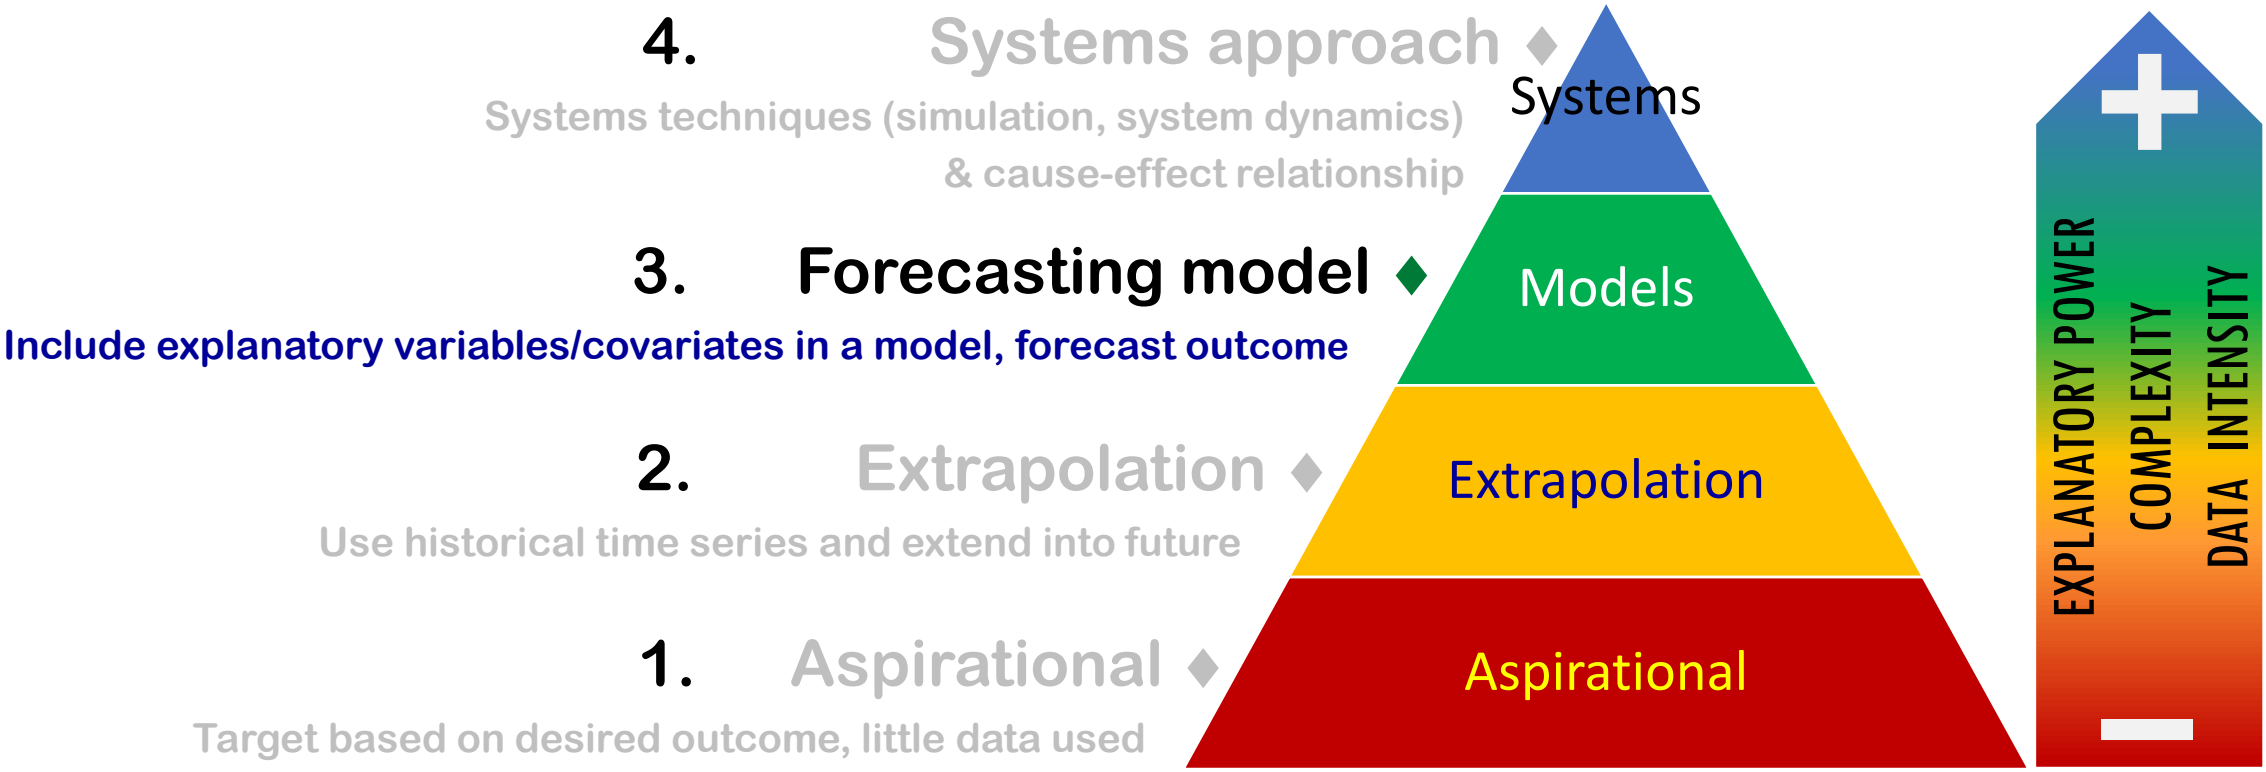 4. Systems approach ♦
Systems techniques (simulation, system dynamics)
& cause-effect relationship
3. Forecasting model ♦
Include explanatory variables/covariates in a model, forecast outcome
2. Extrapolation ♦
Use historical time series and extend into future
1. Aspirational ♦
Target based on desired outcome, little data used
Systems
Models
Extrapolation
Aspirational
+
EXPLANATORY POWER
COMPLEXITY
DATA INTENSITY
−